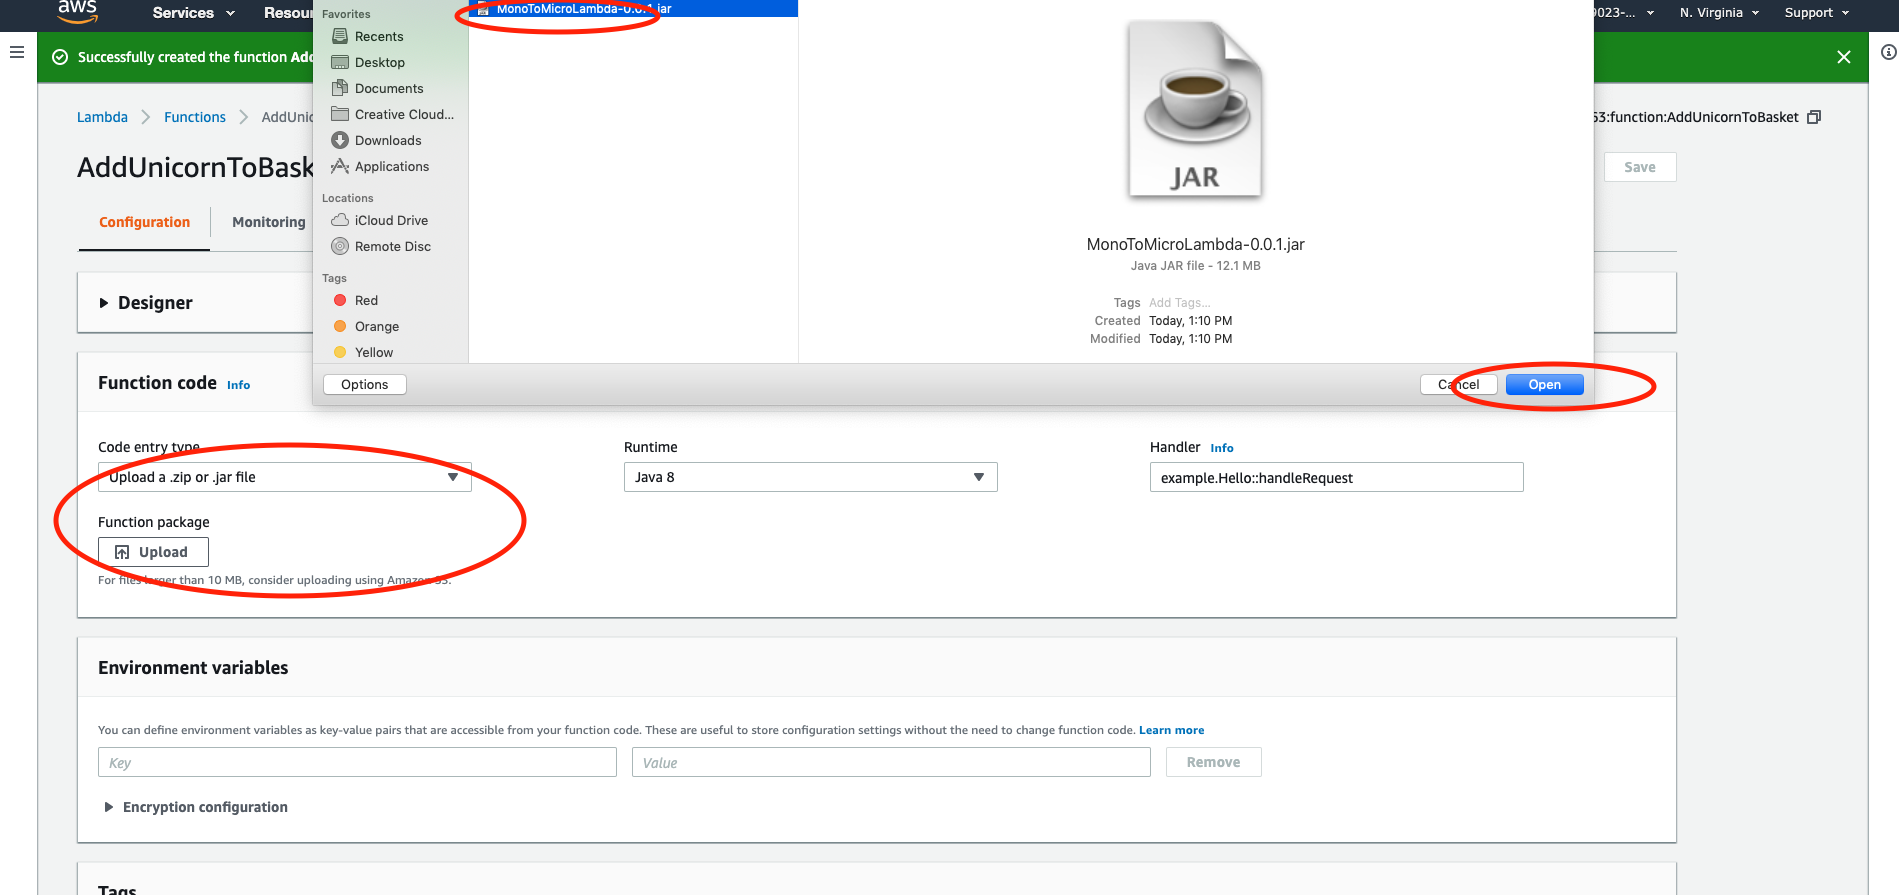 aws
Services
Resour
N. Virginia
Support
Successfully created the function Add
Favorites
Recents
Desktop
Documents
Creative Cloud...
Downloads
Applications
Locations
iCloud Drive
Remote Disc
Tags
Red
Orange
Yellow
Options
MonoToMicroLambda-0.0.1.jar
JAR
MonoToMicroLambda-0.0.1.jar
Java JAR file - 12.1 MB
Tags Add Tags...
Created Today, 1:10 PM
Modified Today, 1:10 PM
Cancel
Open
Lambda
Functions
AddUnic
53:function:AddUnicornToBasket
AddUnicornToBask
Save
Configuration
Monitoring
Designer
Function code Info
Code entry type
Upload a .zip or .jar file
Runtime
Java 8
Handler Info
example.Hello::handleRequest
Function package
Upload
For files larger than 10 MB, consider uploading using Amazon S3.
Environment variables
You can define environment variables as key-value pairs that are accessible from your function code. These are useful to store configuration settings without the need to change function code. Learn more
Key
Value
Remove
Encryption configuration
Tags